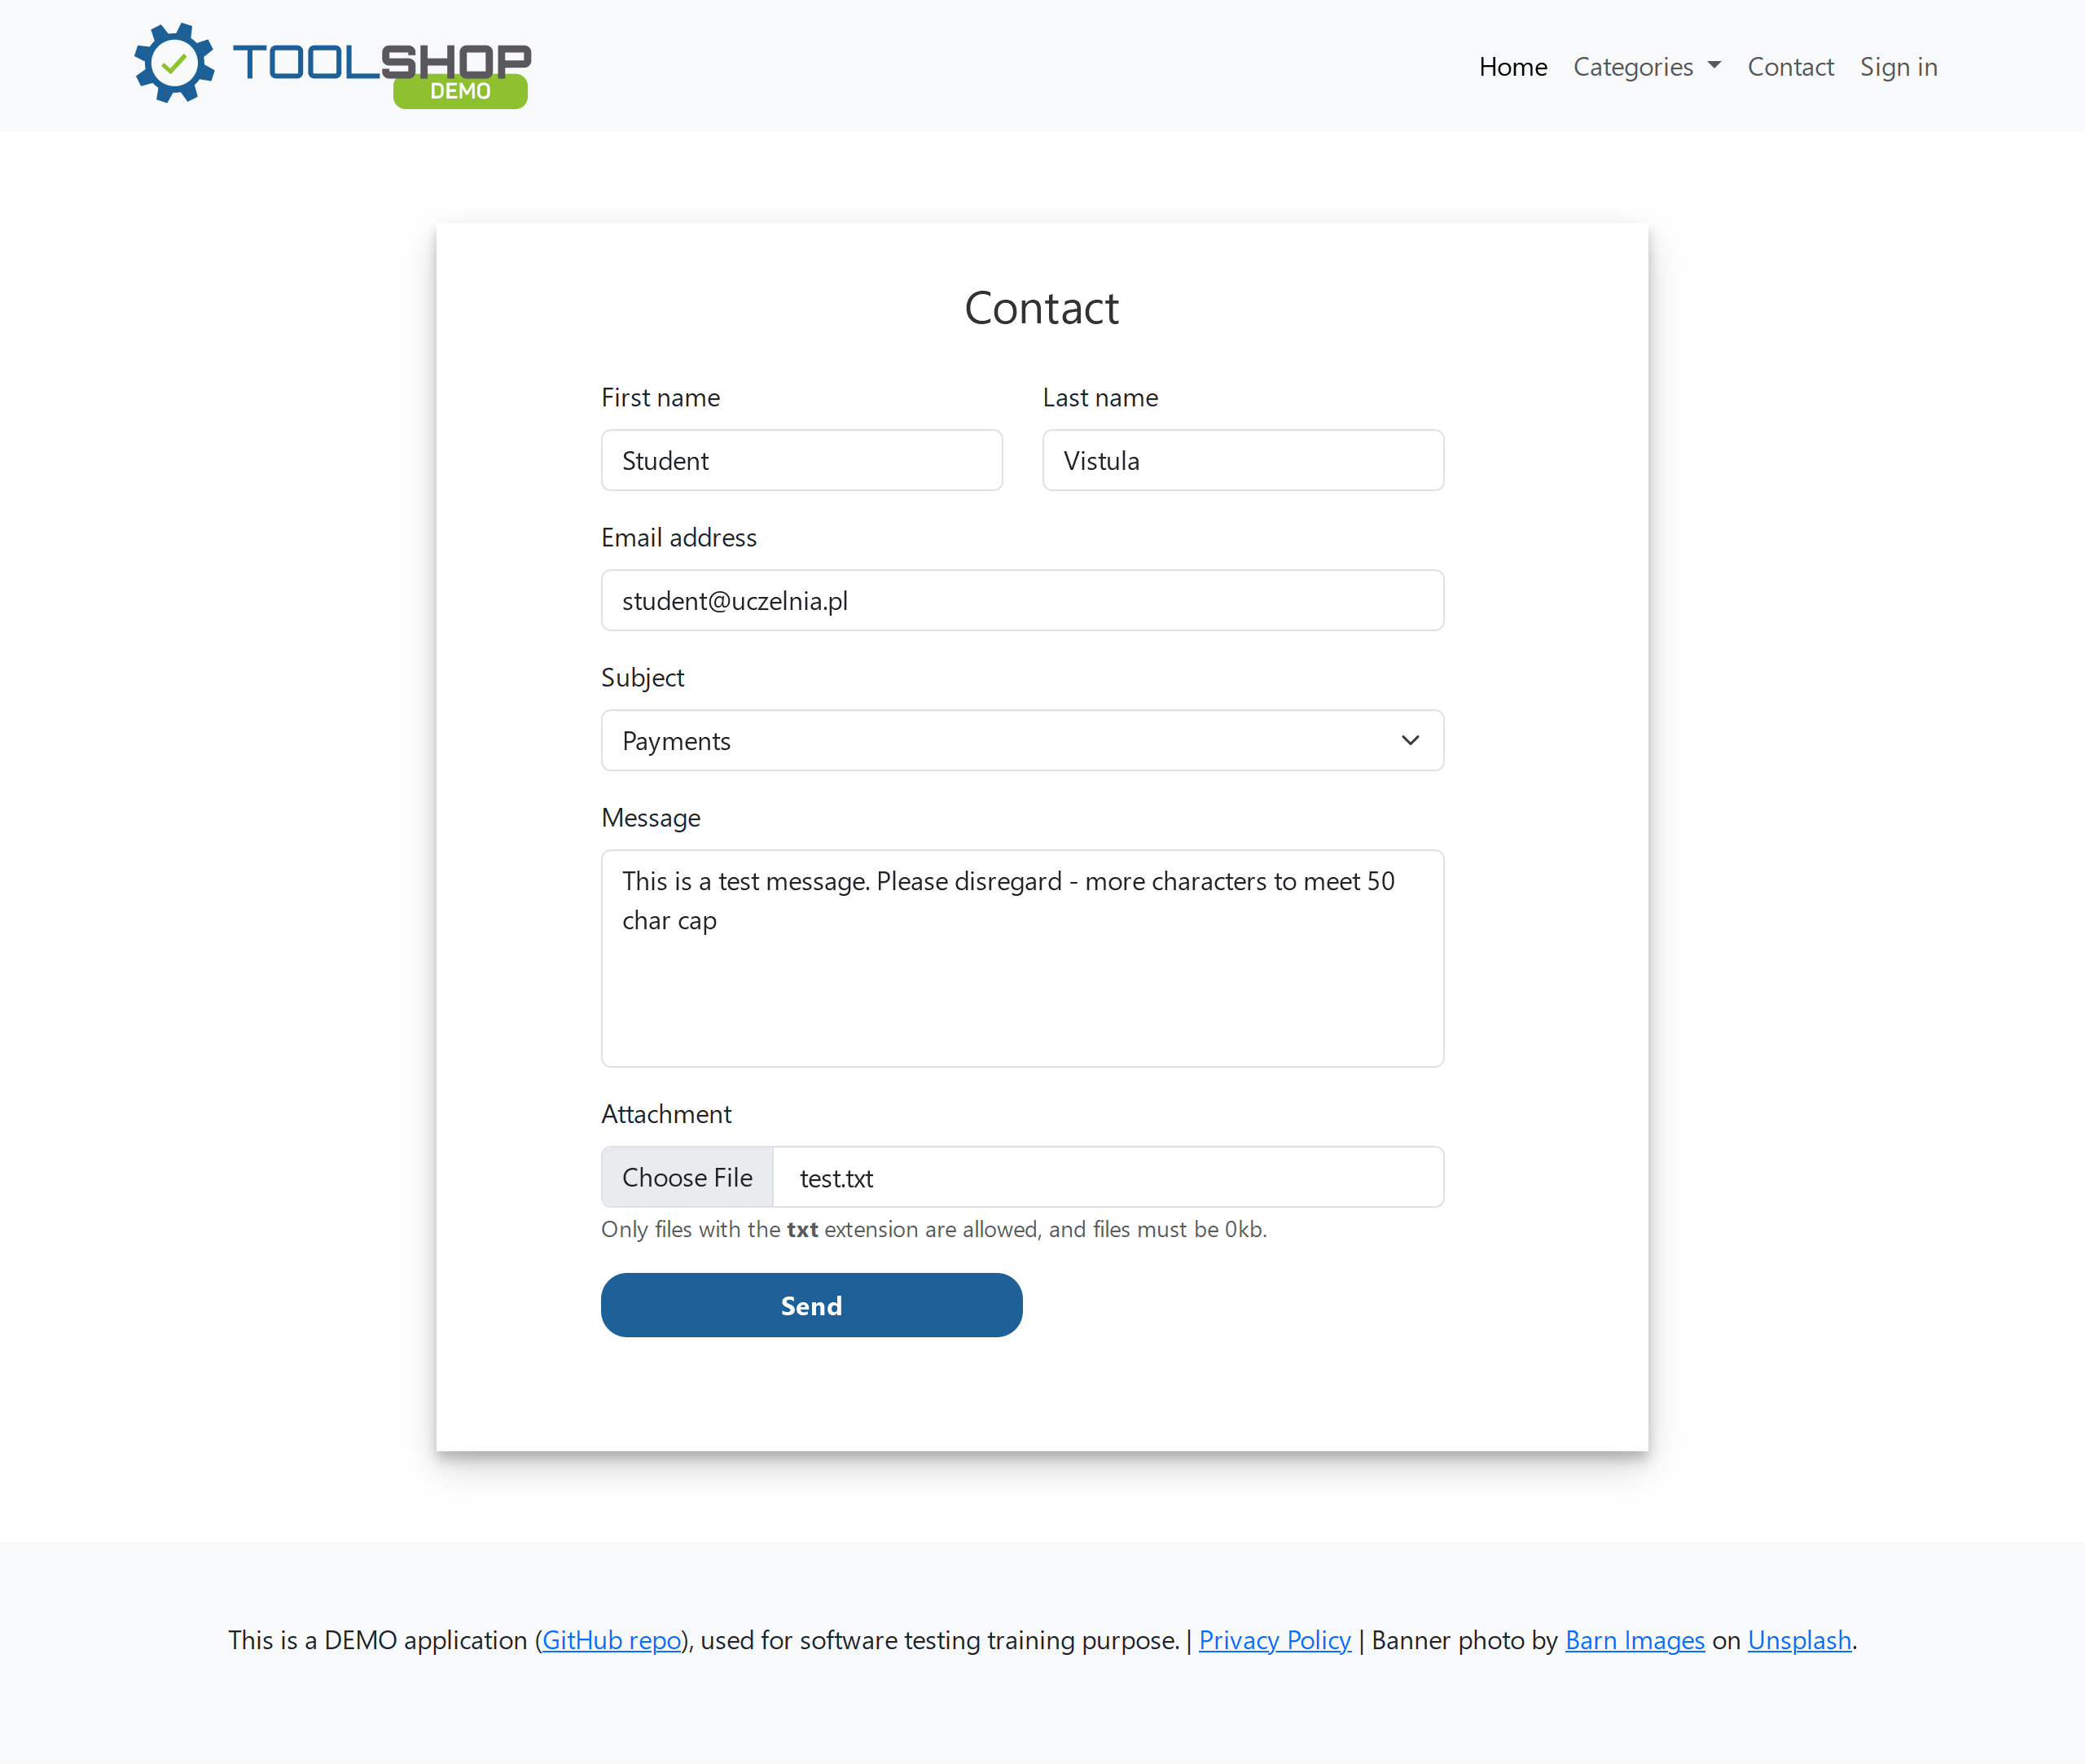 TOOLSHOP
DEMO
Home Categories Contact Sign in
Contact
First name Last name
Student Vistula
Email address
student@uczelnia.pl
Subject
Payments
Message
This is a test message. Please disregard - more characters to meet 50
char cap
Attachment
Choose File test.txt
Only files with the txt extension are allowed, and files must be 0kb.
Send
This is a DEMO application (GitHub repo), used for software testing training purpose. | Privacy Policy | Banner photo by Barn Images on Unsplash.